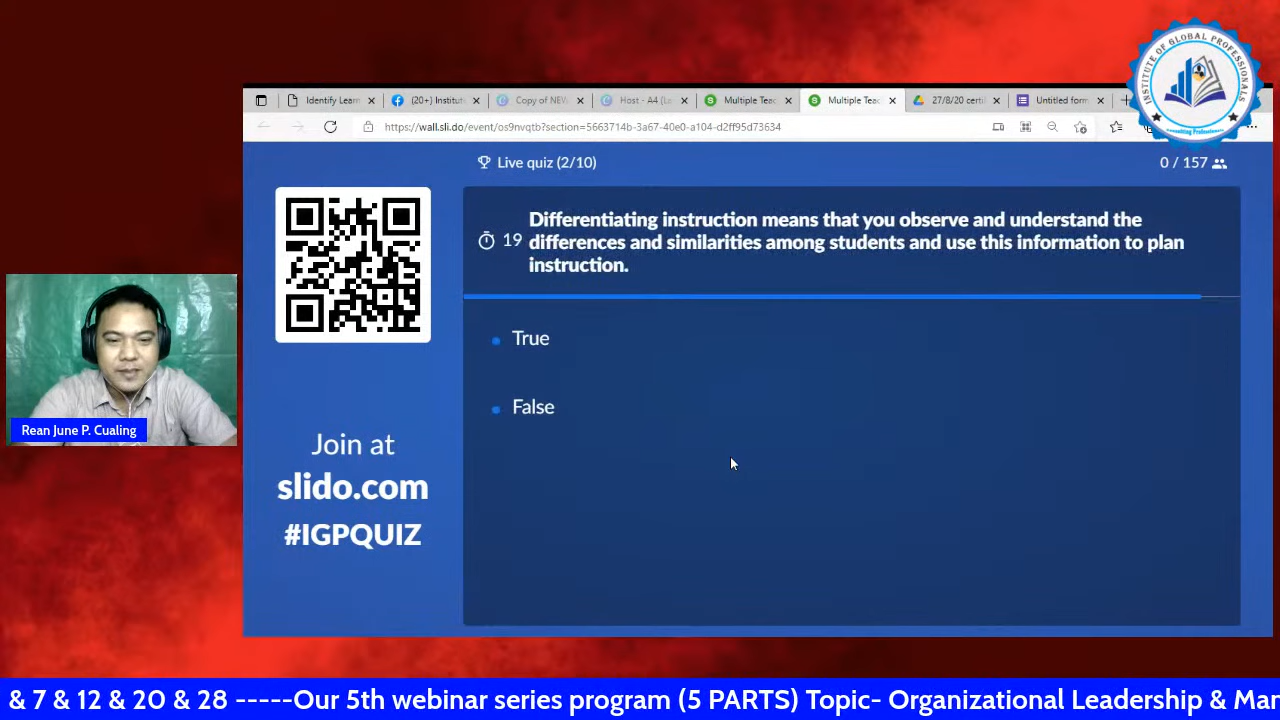 INSTITUTE OF GLOBAL PROFESSIONALS
Consulting Professionals
Identify Learn
(20+) Institut
Copy of NEW
Host - A4 (La
Multiple Teac
Multiple Teac
27/8/20 certi
Untitled form
https://wall.sli.do/event/os9nvqtb?section=5663714b-3a67-40e0-a104-d2ff95d73634
Live quiz (2/10)
0 / 157
19
Differentiating instruction means that you observe and understand the
differences and similarities among students and use this information to plan
instruction.
True
False
Join at
slido.com
#IGPQUIZ
Rean June P. Cualing
& 7 & 12 & 20 & 28 -----Our 5th webinar series program (5 PARTS) Topic- Organizational Leadership & Mar